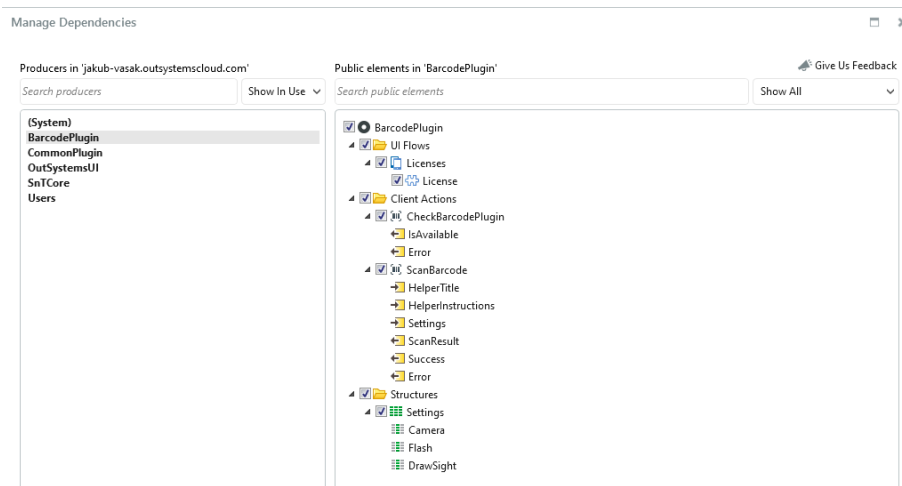 Manage Dependencies
Producers in 'jakub-vasak.outsystemscloud.com'
Search producers
Show In Use
(System)
BarcodePlugin
CommonPlugin
OutSystemsUI
SnTCore
Users
Public elements in 'BarcodePlugin'
Give Us Feedback
Search public elements
Show All
BarcodePlugin
UI Flows
Licenses
License
Client Actions
CheckBarcodePlugin
IsAvailable
Error
ScanBarcode
HelperTitle
HelperInstructions
Settings
ScanResult
Success
Error
Structures
Settings
Camera
Flash
DrawSight